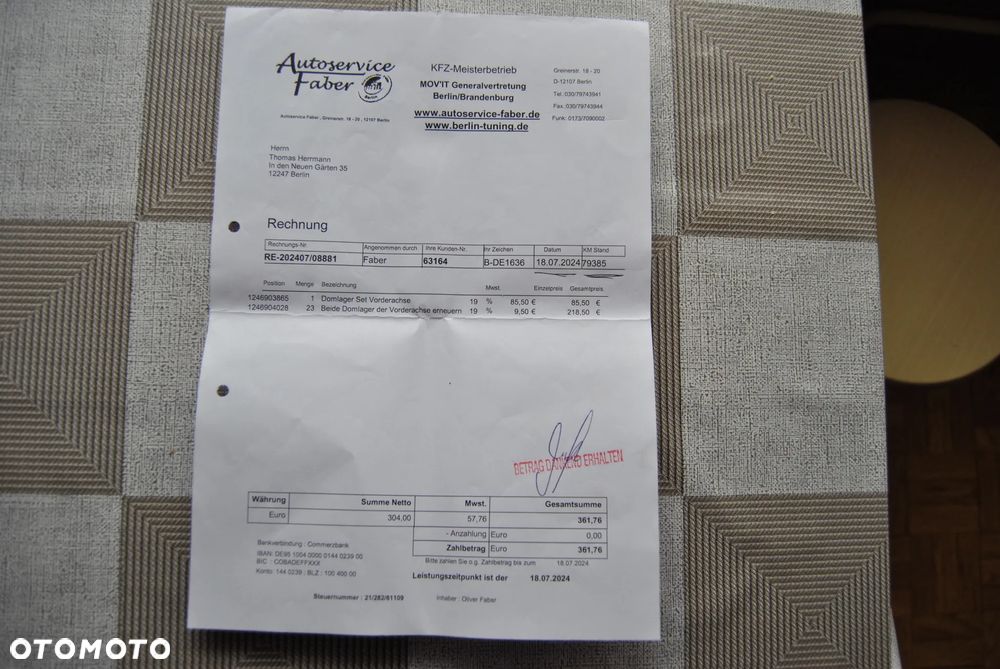 Autoservice
Faber
Berlin
Autoservice Faber , Greinerstr. 18 - 20 , 12107 Berlin
KFZ-Meisterbetrieb
MOV'IT Generalvertretung
Berlin/Brandenburg
www.autoservice-faber.de
www.berlin-tuning.de
Greinerstr. 18 - 20
D-12107 Berlin
Tel.:030/79743941
Fax.:030/79743944
Funk: 0173/7090002
Herrn
Thomas Herrmann
In den Neuen Gärten 35
12247 Berlin
Rechnung
Rechnungs-Nr. Angenommen durch Ihre Kunden-Nr. Ihr Zeichen Datum KM Stand
RE-202407/08881 Faber 63164 B-DE1636 18.07.2024 79385
Position Menge Bezeichnung Mwst. Einzelpreis Gesamtpreis
1246903865 1 Domlager Set Vorderachse 19 % 85,50 € 85,50 €
1246904028 23 Beide Domlager der Vorderachse erneuern 19 % 9,50 € 218,50 €
BETRAG DANKEND ERHALTEN
Währung Summe Netto Mwst. Gesamtsumme
Euro 304,00 57,76 361,76
- Anzahlung Euro 0,00
Zahlbetrag Euro 361,76
Bitte zahlen Sie o.g. Zahlbetrag bis zum 18.07.2024
Bankverbindung : Commerzbank
IBAN: DE95 1004 0000 0144 0239 00
BIC : COBADEFFXXX
Konto: 144 0239 ; BLZ : 100 400 00
Leistungszeitpunkt ist der 18.07.2024
Steuernummer : 21/282/61109
Inhaber : Oliver Faber
OTOMOTO